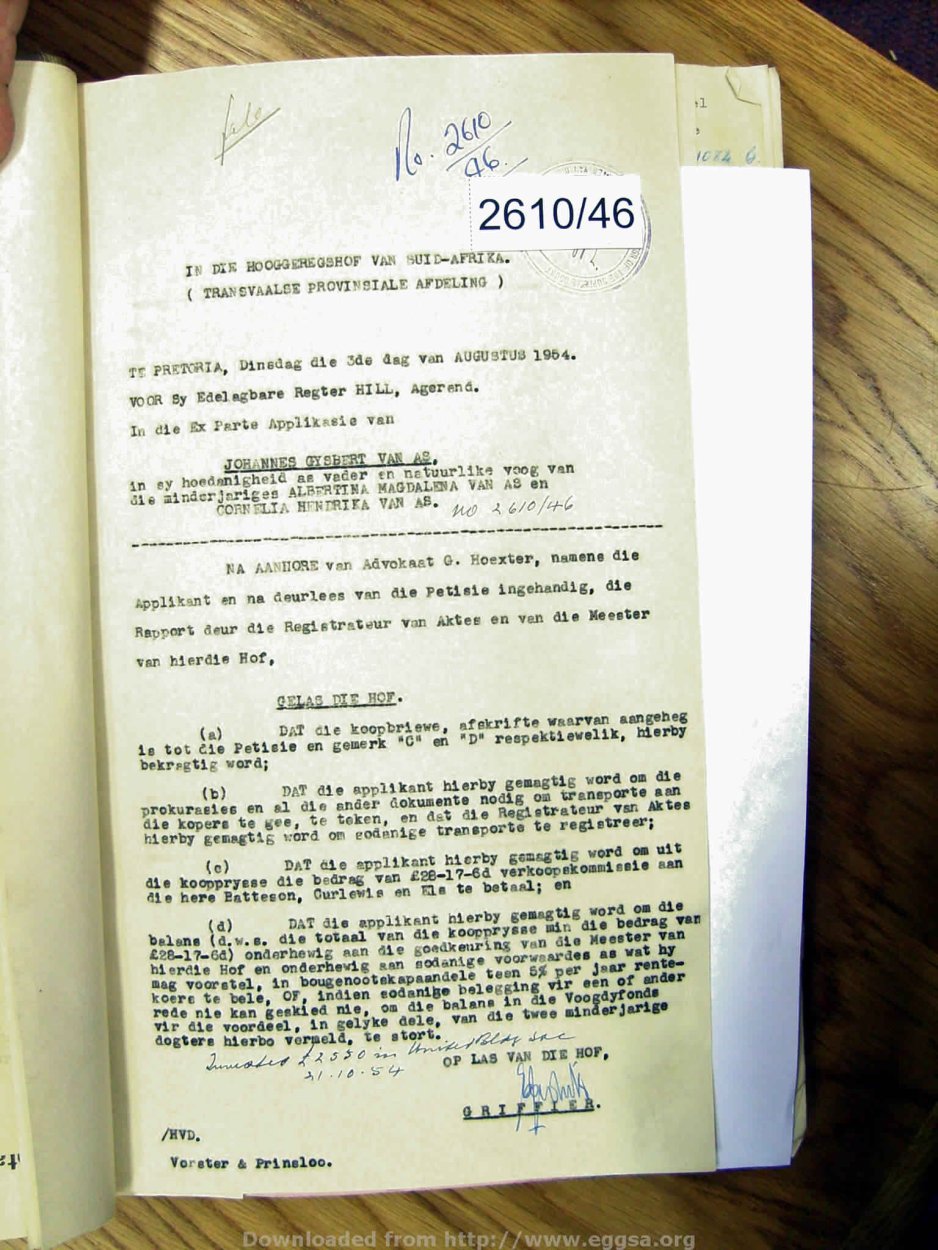 No. 2610
46.
2610/46
1084 6.
IN DIE HOOGGEREGSHOF VAN SUID-AFRIKA.
( TRANSVAALSE PROVINSIALE AFDELING )
TE PRETORIA, Dinsdag die 3de dag van AUGUSTUS 1954.
VOOR Sy Edelagbare Regter HILL, Agerend.
In die Ex Parte Applikasie van
JOHANNES GYSBERT VAN AS,
in sy hoedanigheid as vader en natuurlike voog van
die minderjariges ALBERTINA MAGDALENA VAN AS en
CORNELIA HENDRIKA VAN AS. no 2610/46
NA AANHORE van Advokaat G. Hoexter, namens die
Applikant en na deurlees van die Petisie ingehandig, die
Rapport deur die Registrateur van Aktes en van die Meester
van hierdie Hof,
GELAS DIE HOF.
(a) DAT die koopbriewe, afskrifte waarvan aangeheg
is tot die Petisie en gemerk "C" en "D" respektiewelik, hierby
bekragtig word;
(b) DAT die applikant hierby gemagtig word om die
prokurasies en al die ander dokumente nodig om transporte aan
die kopers te gee, te teken, en dat die Registrateur van Aktes
hierby gemagtig word om sodanige transporte te registreer;
(c) DAT die applikant hierby gemagtig word om uit
die kooppryse die bedrag van £28-17-6d verkoopskommissie aan
die here Batteson, Curlewis en Els te betaal; en
(d) DAT die applikant hierby gemagtig word om die
balans (d.w.s. die totaal van die kooppryse min die bedrag van
£28-17-6d) onderhewig aan die goedkeuring van die Meester van
hierdie Hof en onderhewig aan sodanige voorwaardes as wat hy
mag voorstel, in bougenootskapaandele teen 5% per jaar rente-
koers te bele, OF, indien sodanige belegging vir een of ander
rede nie kan geskied nie, om die balans in die Voogdyfonds
vir die voordeel, in gelyke dele, van die twee minderjarige
dogters hierbo vermeld, te stort.
Invested £2550 in United Bldg Soc
21.10.54
OP LAS VAN DIE HOF,
GRIFFIER.
/HVD.
Vorster & Prinsloo.
Downloaded from http://www.eggsa.org